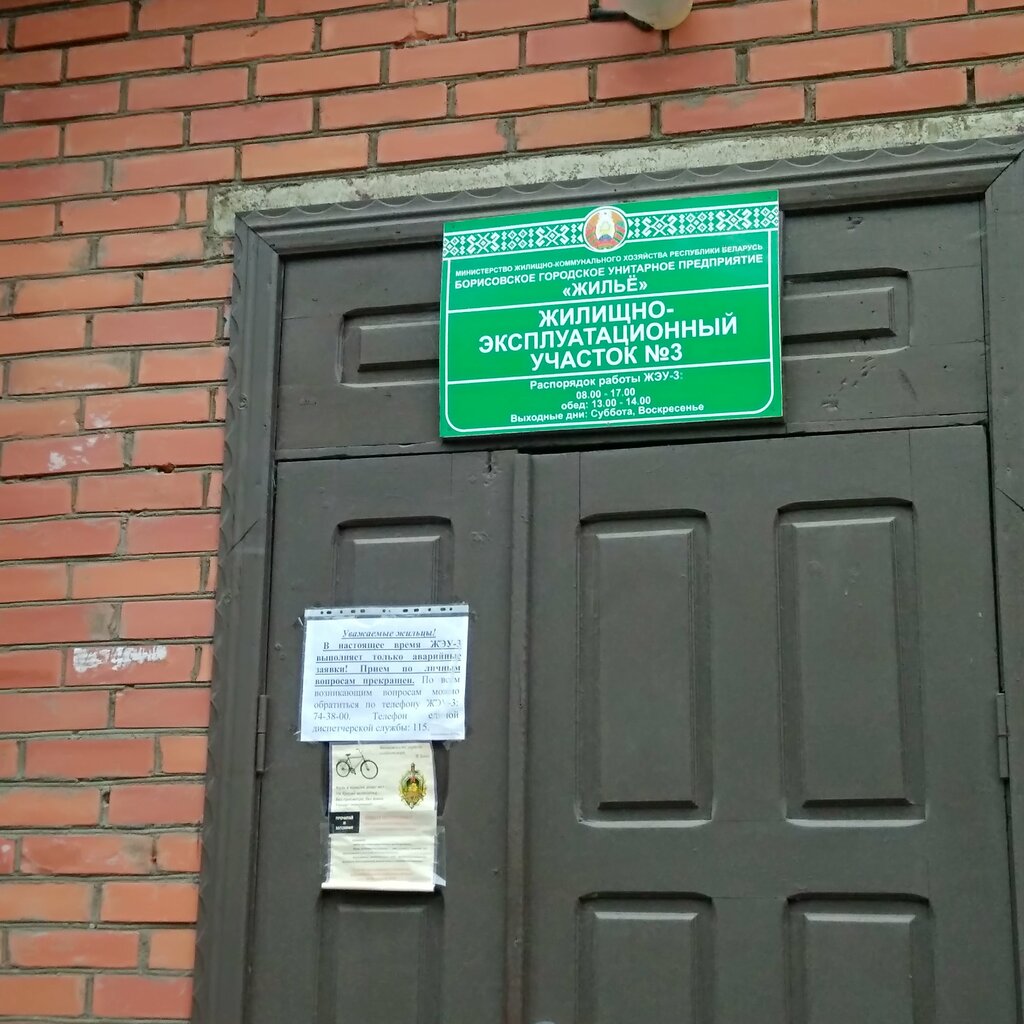 МИНИСТЕРСТВО ЖИЛИЩНО-КОММУНАЛЬНОГО ХОЗЯЙСТВА РЕСПУБЛИКИ БЕЛАРУСЬ
БОРИСОВСКОЕ ГОРОДСКОЕ УНИТАРНОЕ ПРЕДПРИЯТИЕ
«ЖИЛЬЁ»
ЖИЛИЩНО-
ЭКСПЛУАТАЦИОННЫЙ
УЧАСТОК №3
Распорядок работы ЖЭУ-3:
08.00 - 17.00
обед: 13.00 - 14.00
Выходные дни: Суббота, Воскресенье
Уважаемые жильцы!
В настоящее время ЖЭУ-3
выполняет только аварийные
заявки! Прием по личным
вопросам прекращен. По всем
возникающим вопросам можно
обратиться по телефону ЖЭУ-3:
74-38-00. Телефон единой
диспетчерской службы: 115.
ПРОЧИТАЙ
И